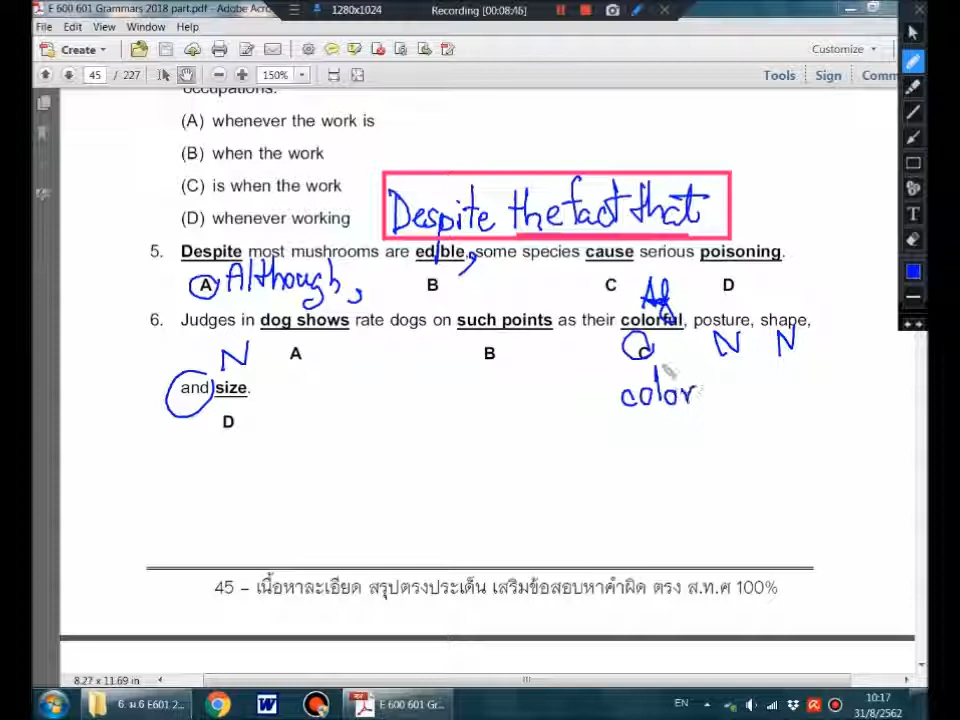 E 600 601 Grammars 2018 part.pdf - Adobe Acr
1280x1024
Recording [00:08:46]
File Edit View Window Help
Create
Customize
45 / 227
150%
Tools Sign Comm
occupations.
(A) whenever the work is
(B) when the work
(C) is when the work
(D) whenever working
Despite the fact that
5. Despite most mushrooms are edible, some species cause serious poisoning.
A Although, B C D
Adj
6. Judges in dog shows rate dogs on such points as their colorful, posture, shape,
N A B C N N
and size. color
D
45 – เนื้อหาละเอียด สรุปตรงประเด็น เสริมข้อสอบหาคำผิด ตรง ส.ท.ศ 100%
8.27 x 11.69 in
6. ม.6 E601 2...
E 600 601 Gr...
EN
10:17
31/8/2562